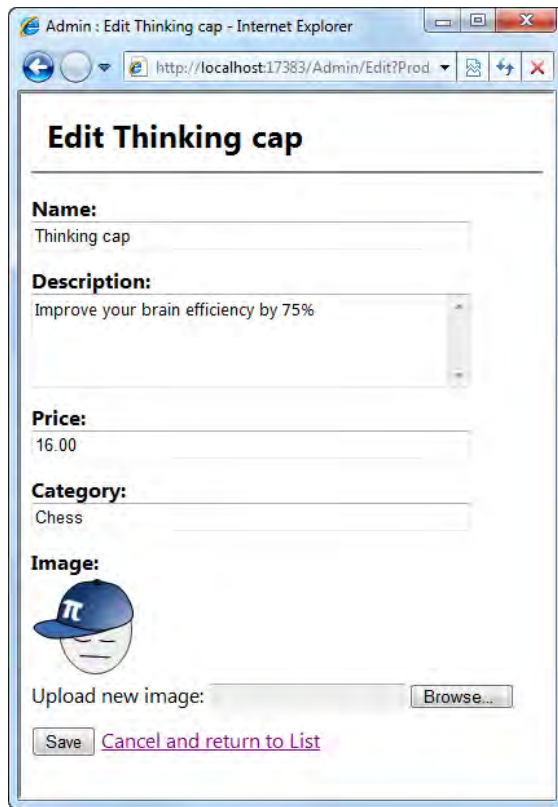 Admin : Edit Thinking cap - Internet Explorer
http://localhost:17383/Admin/Edit?Prod
Edit Thinking cap
Name:
Thinking cap
Description:
Improve your brain efficiency by 75%
Price:
16.00
Category:
Chess
Image:
π
Upload new image: Browse...
Save Cancel and return to List